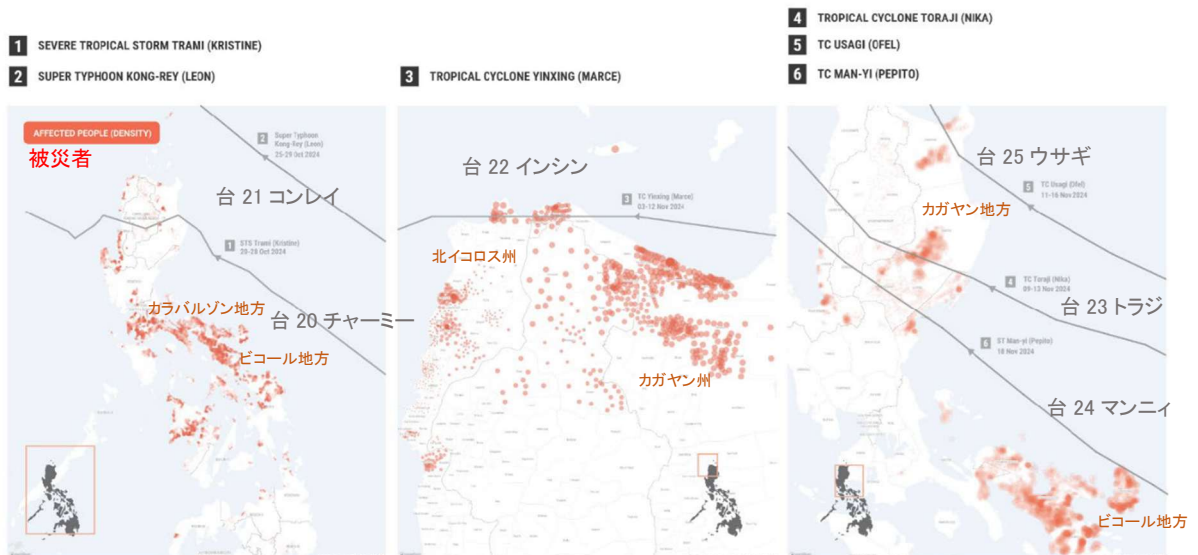 1 SEVERE TROPICAL STORM TRAMI (KRISTINE)
2 SUPER TYPHOON KONG-REY (LEON)
3 TROPICAL CYCLONE YINXING (MARCE)
4 TROPICAL CYCLONE TORAJI (NIKA)
5 TC USAGI (OFEL)
6 TC MAN-YI (PEPITO)
AFFECTED PEOPLE (DENSITY)
被災者
2 Super Typhoon
Kong-Rey (Leon)
25-29 Oct 2024
台 21 コンレイ
1 STS Trami (Kristine)
20-28 Oct 2024
カラバルゾン地方
台 20 チャーミー
ビコール地方
台 22 インシン
3 TC Yinxing (Marce)
03-12 Nov 2024
北イコロス州
カガヤン州
台 25 ウサギ
5 TC Usagi (Ofel)
11-16 Nov 2024
カガヤン地方
4 TC Toraji (Nika)
09-13 Nov 2024
台 23 トラジ
6 ST Man-yi (Pepito)
18 Nov 2024
台 24 マンニィ
ビコール地方